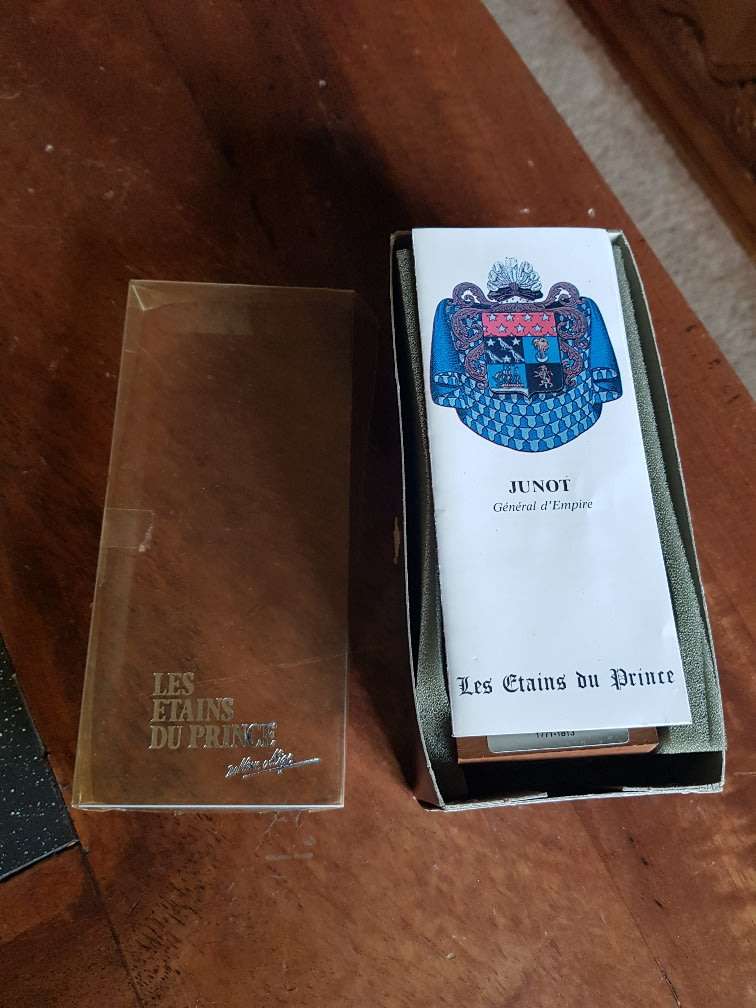 LES
ETAINS
DU PRINCE
JUNOT
Général d'Empire
Les Etains du Prince
1771-1813